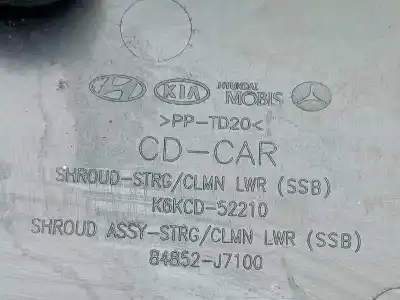 KIA HYUNDAI MOBIS
>PP-TD20<
CD-CAR
SHROUD-STRG/CLMN LWR (SSB)
K6KCD-52210
SHROUD ASSY-STRG/CLMN LWR (SSB)
84852-J7100